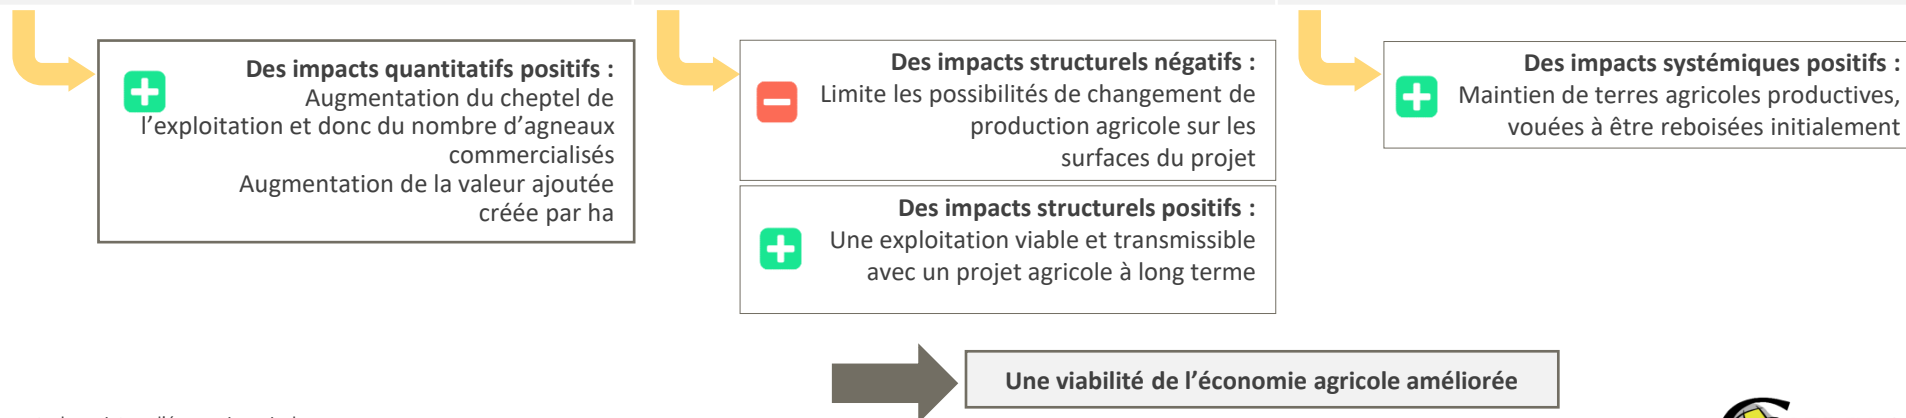 Des impacts quantitatifs positifs :
Augmentation du cheptel de
l’exploitation et donc du nombre d’agneaux
commercialisés
Augmentation de la valeur ajoutée
créée par ha
Des impacts structurels négatifs :
Limite les possibilités de changement de
production agricole sur les
surfaces du projet
Des impacts structurels positifs :
Une exploitation viable et transmissible
avec un projet agricole à long terme
Des impacts systémiques positifs :
Maintien de terres agricoles productives,
vouées à être reboisées initialement
Une viabilité de l’économie agricole améliorée